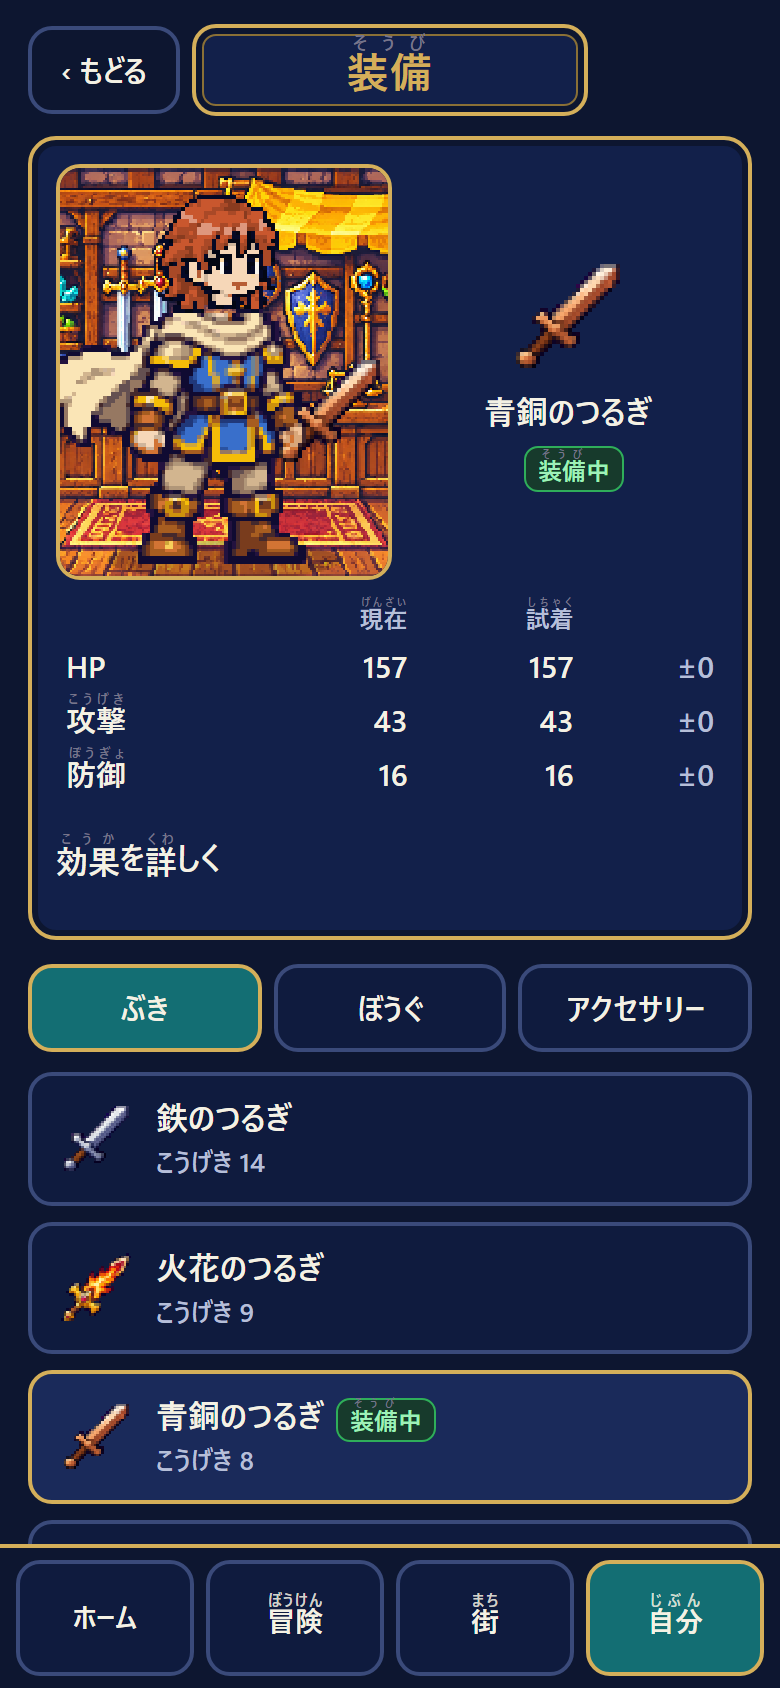 ‹ もどる
そうび
装備
青銅のつるぎ
そうび
装備中
げんざい しちゃく
現在 試着
HP 157 157 ±0
こうげき
攻撃 43 43 ±0
ぼうぎょ
防御 16 16 ±0
こうか くわ
効果を詳しく
ぶき ぼうぐ アクセサリー
鉄のつるぎ
こうげき 14
火花のつるぎ
こうげき 9
そうび
青銅のつるぎ 装備中
こうげき 8
ぼうけん まち じぶん
ホーム 冒険 街 自分